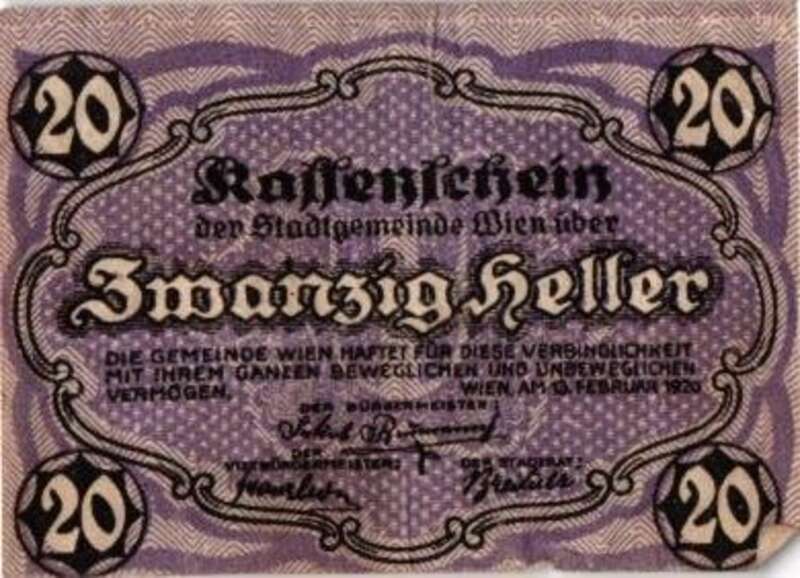 20 20
Kassenschein
der Stadtgemeinde Wien über
Zwanzig Heller
DIE GEMEINDE WIEN HAFTET FÜR DIESE VERBINDLICHKEIT
MIT IHREM GANZEN BEWEGLICHEN UND UNBEWEGLICHEN
VERMÖGEN. WIEN, AM 13. FEBRUAR 1920
DER BÜRGERMEISTER:
DER
VIZEBÜRGERMEISTER: DER STADTRAT:
20 20